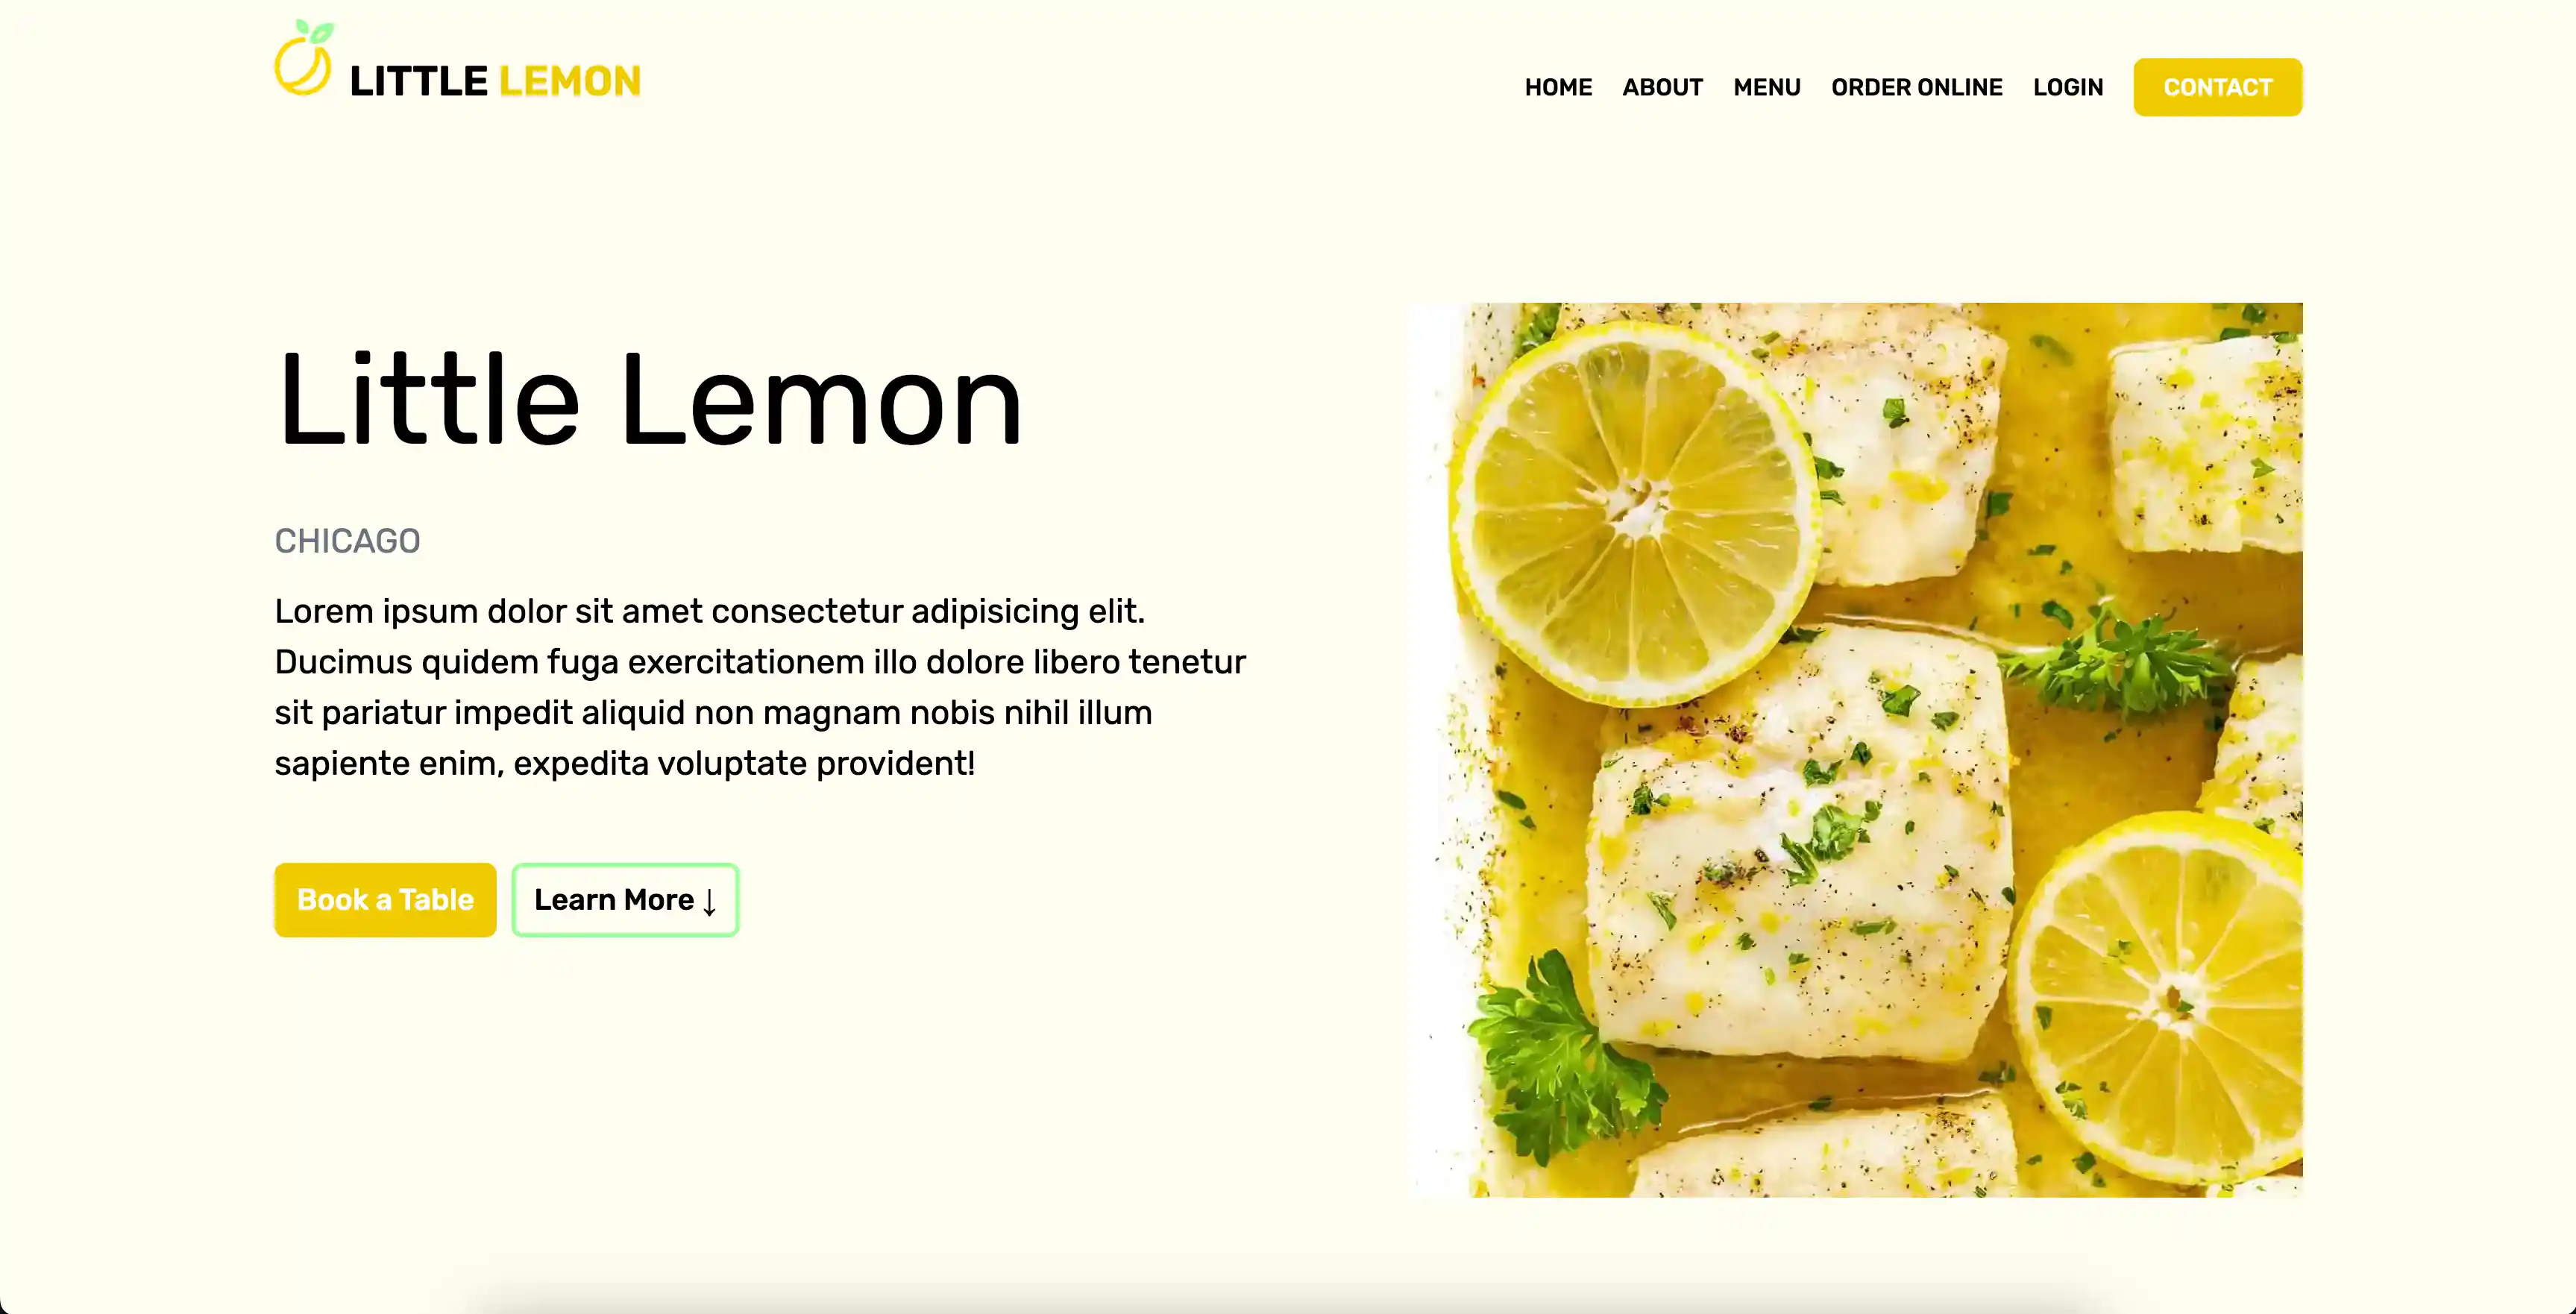 LITTLE LEMON
HOME ABOUT MENU ORDER ONLINE LOGIN CONTACT
Little Lemon
CHICAGO
Lorem ipsum dolor sit amet consectetur adipisicing elit.
Ducimus quidem fuga exercitationem illo dolore libero tenetur
sit pariatur impedit aliquid non magnam nobis nihil illum
sapiente enim, expedita voluptate provident!
Book a Table Learn More ↓